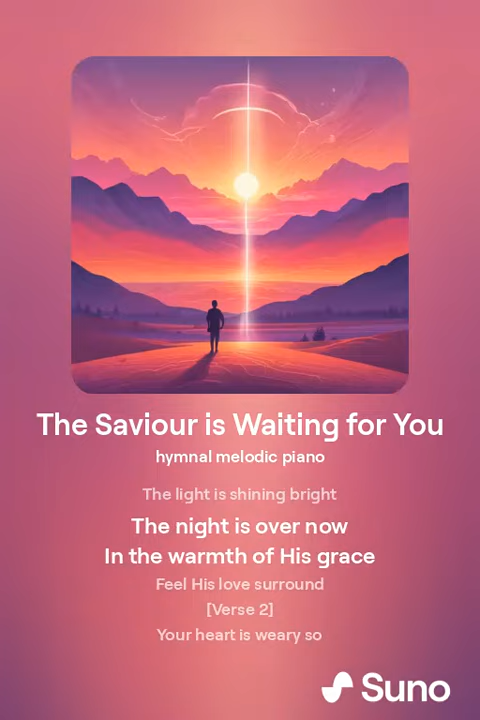 The Saviour is Waiting for You
hymnal melodic piano
The light is shining bright
The night is over now
In the warmth of His grace
Feel His love surround
[Verse 2]
Your heart is weary so
Suno